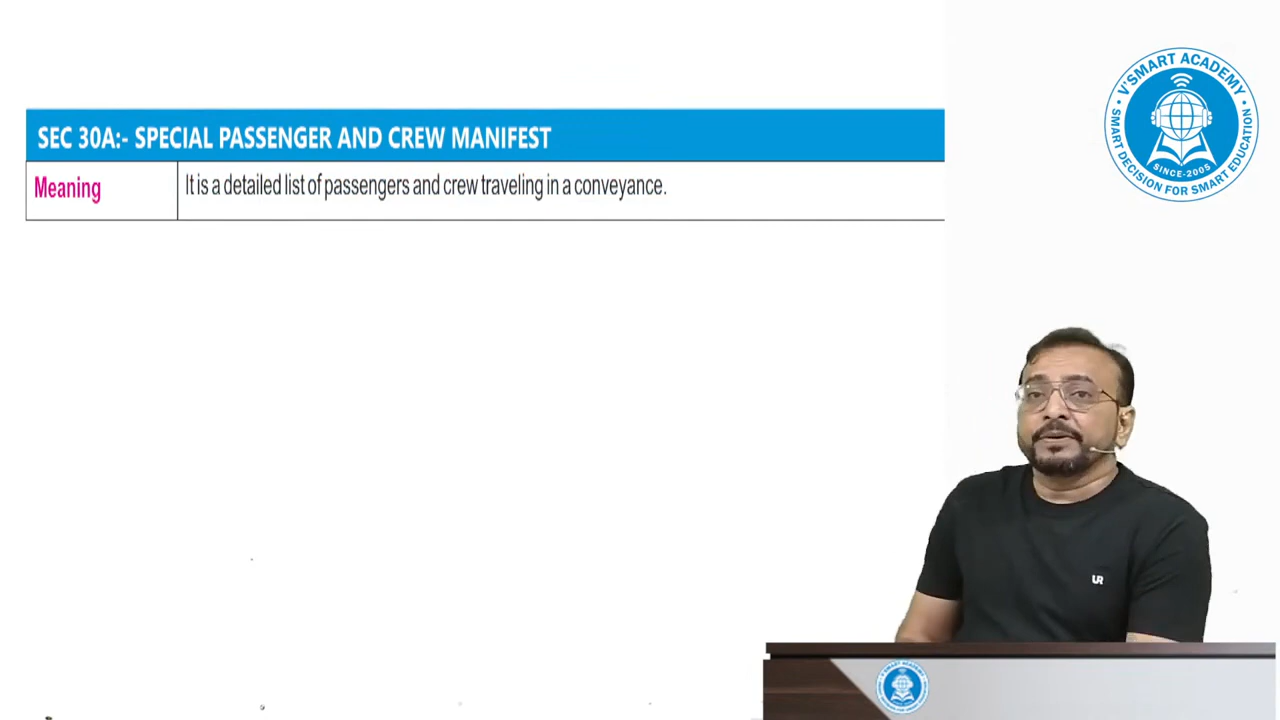 SEC 30A:- SPECIAL PASSENGER AND CREW MANIFEST
Meaning
It is a detailed list of passengers and crew traveling in a conveyance.
V'SMART ACADEMY
SINCE-2005
SMART DECISION FOR SMART EDUCATION
UR